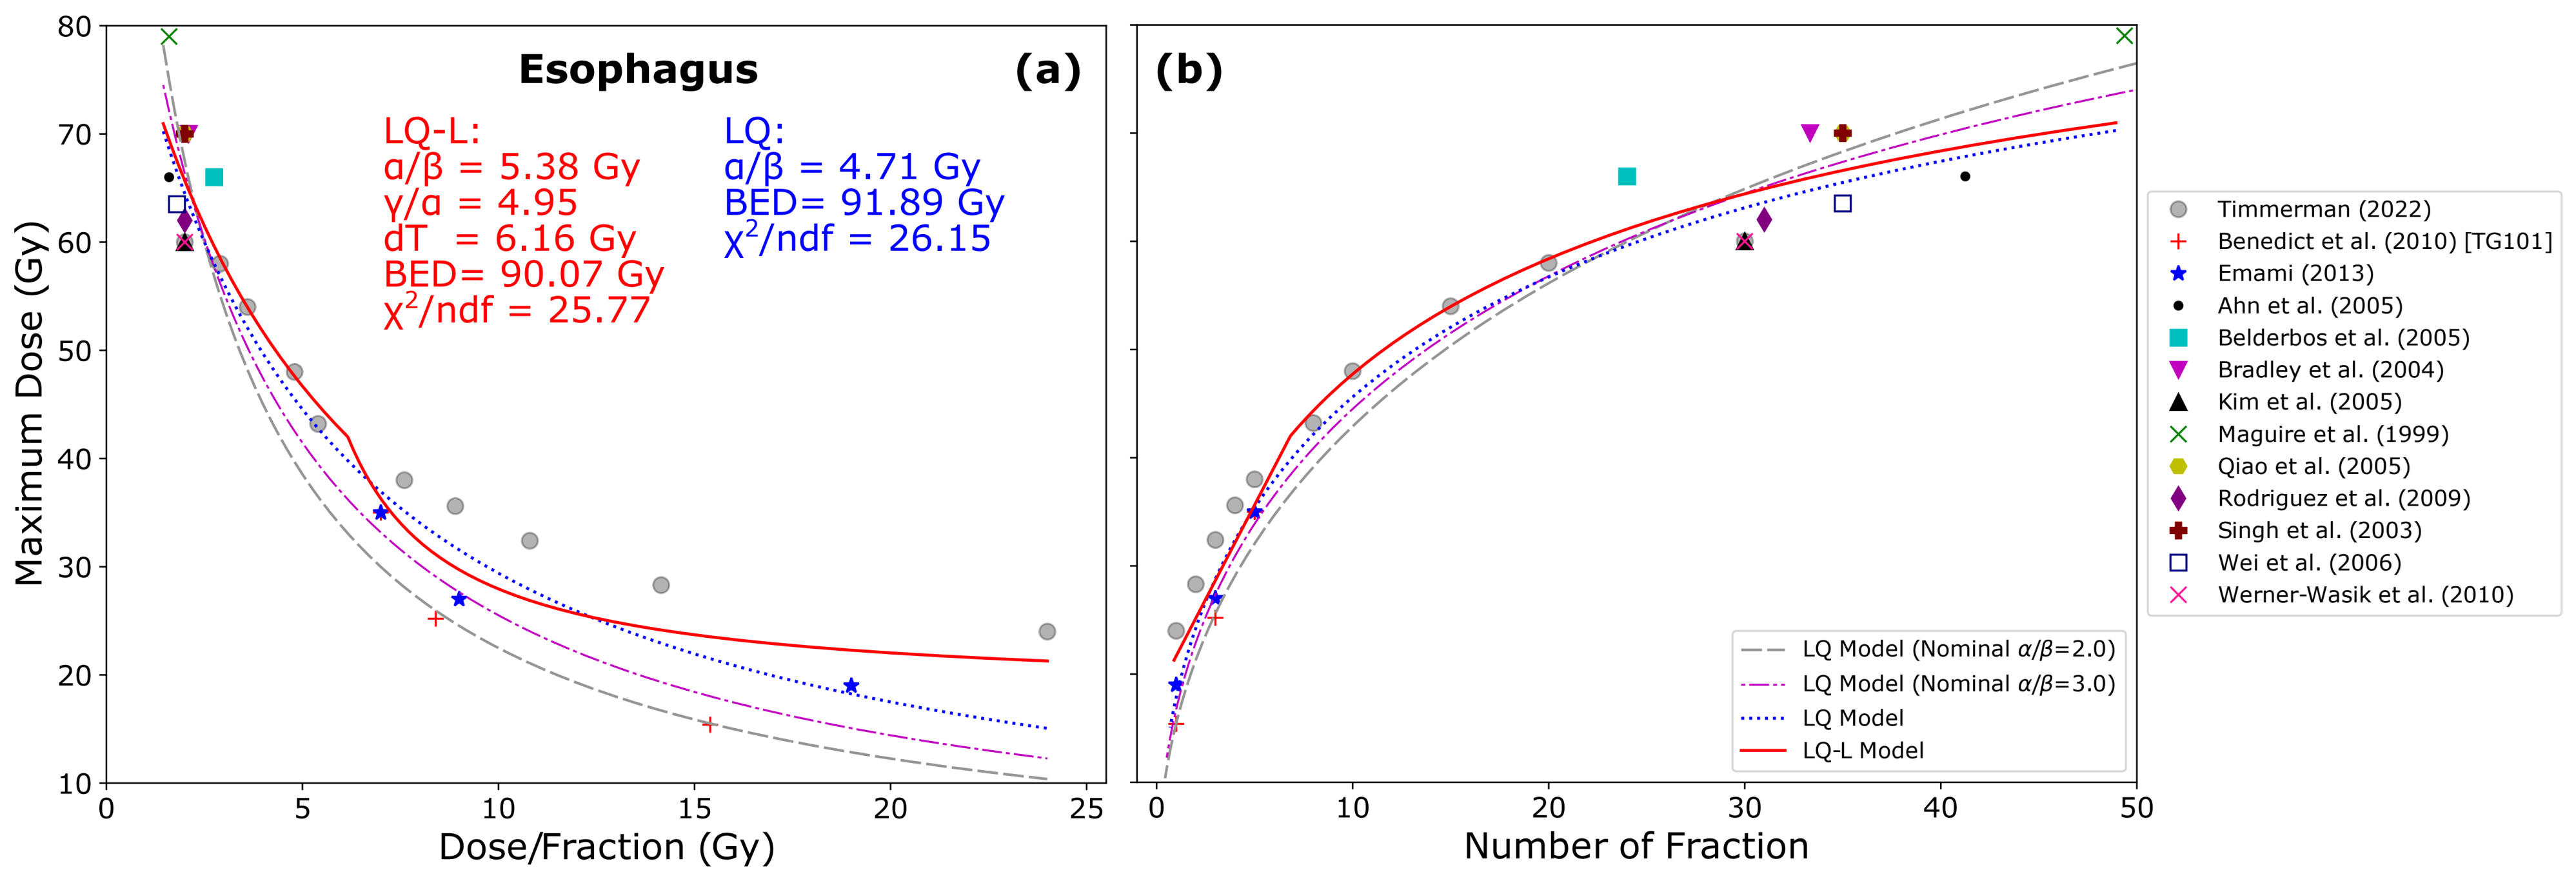 Esophagus
(a)
LQ-L:
α/β = 5.38 Gy
γ/α = 4.95
dT = 6.16 Gy
BED= 90.07 Gy
χ²/ndf = 25.77
LQ:
α/β = 4.71 Gy
BED= 91.89 Gy
χ²/ndf = 26.15
Maximum Dose (Gy)
80
70
60
50
40
30
20
10
0
5
10
15
20
25
Dose/Fraction (Gy)
(b)
LQ Model (Nominal α/β=2.0)
LQ Model (Nominal α/β=3.0)
LQ Model
LQ-L Model
0
10
20
30
40
50
Number of Fraction
Timmerman (2022)
Benedict et al. (2010) [TG101]
Emami (2013)
Ahn et al. (2005)
Belderbos et al. (2005)
Bradley et al. (2004)
Kim et al. (2005)
Maguire et al. (1999)
Qiao et al. (2005)
Rodriguez et al. (2009)
Singh et al. (2003)
Wei et al. (2006)
Werner-Wasik et al. (2010)